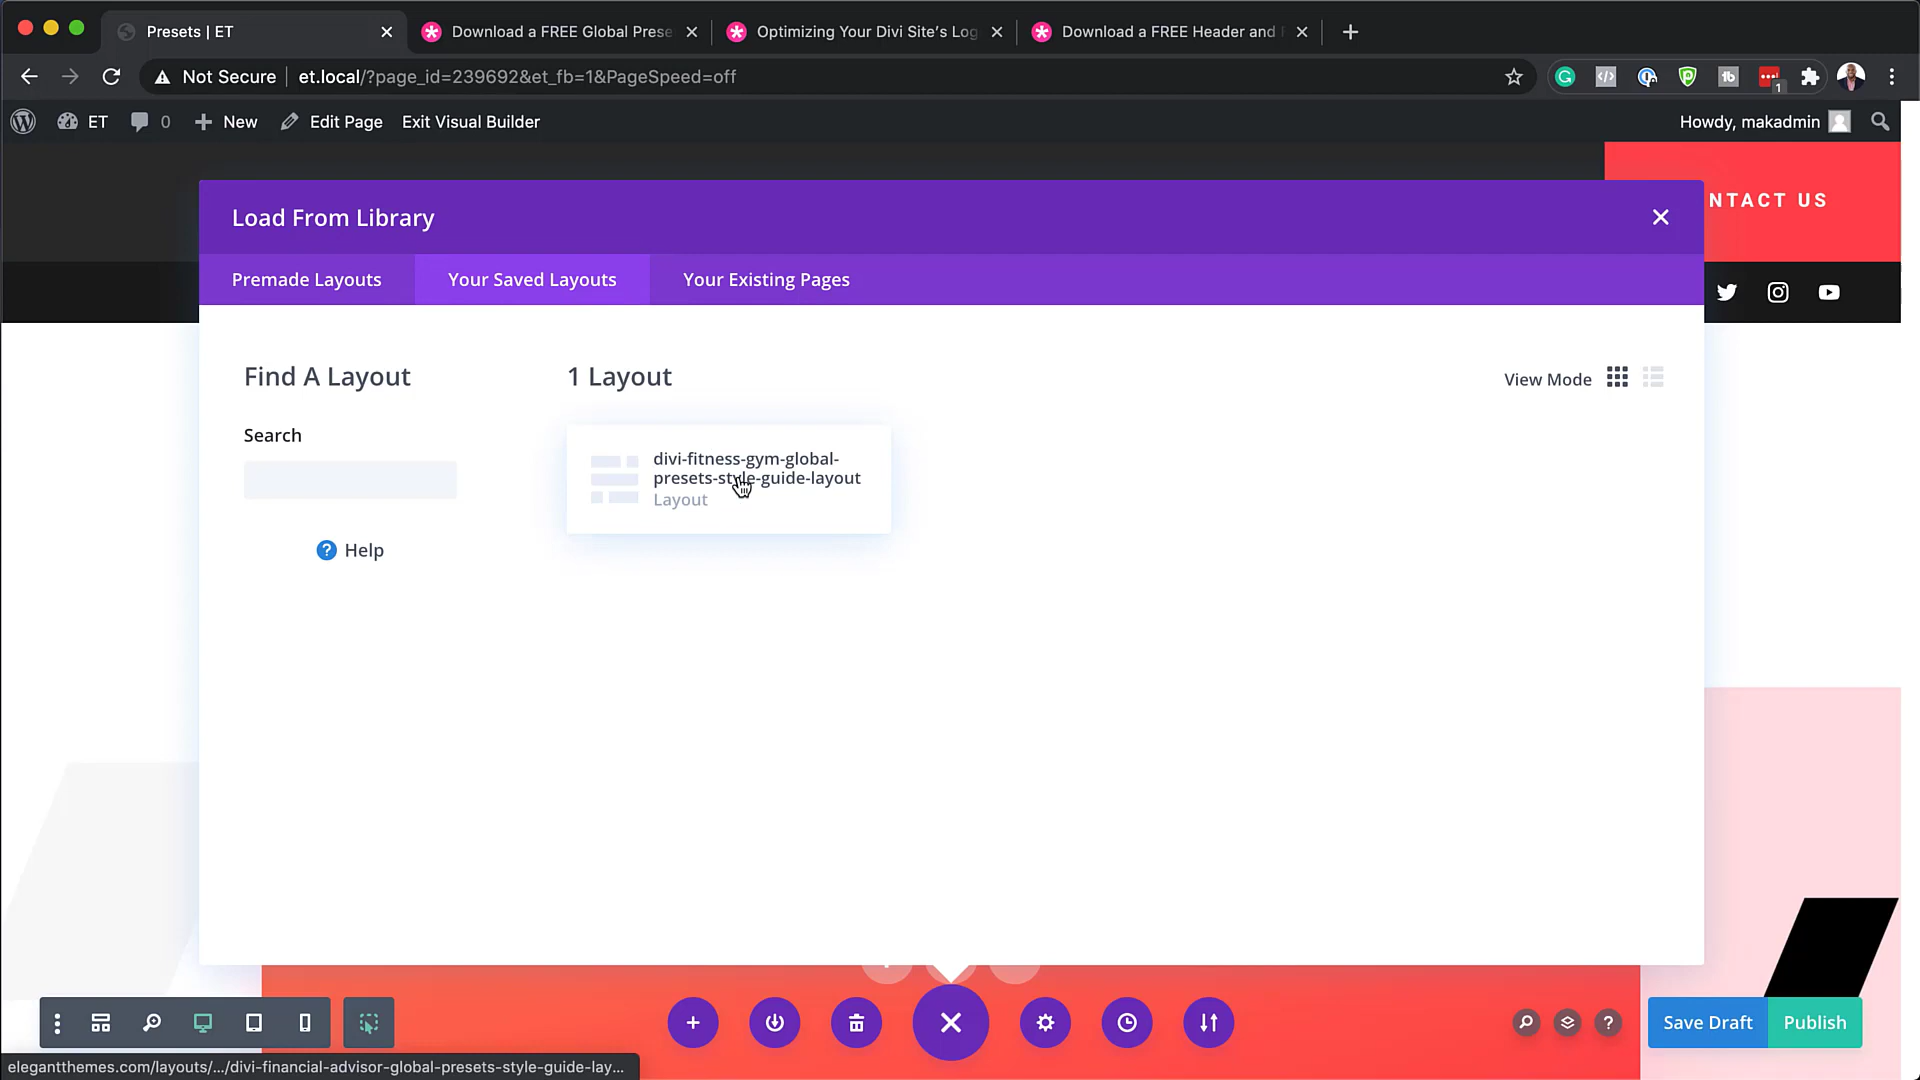 Presets | ET
Download a FREE Global Prese
Optimizing Your Divi Site's Log
Download a FREE Header and
Not Secure
et.local/?page_id=239692&et_fb=1&PageSpeed=off
1
ET
0
New
Edit Page
Exit Visual Builder
Howdy, makadmin
NTACT US
Load From Library
Premade Layouts
Your Saved Layouts
Your Existing Pages
Find A Layout
1 Layout
View Mode
Search
divi-fitness-gym-global-
presets-style-guide-layout
Layout
? Help
Save Draft
Publish
elegantthemes.com/layouts/.../divi-financial-advisor-global-presets-style-guide-lay...